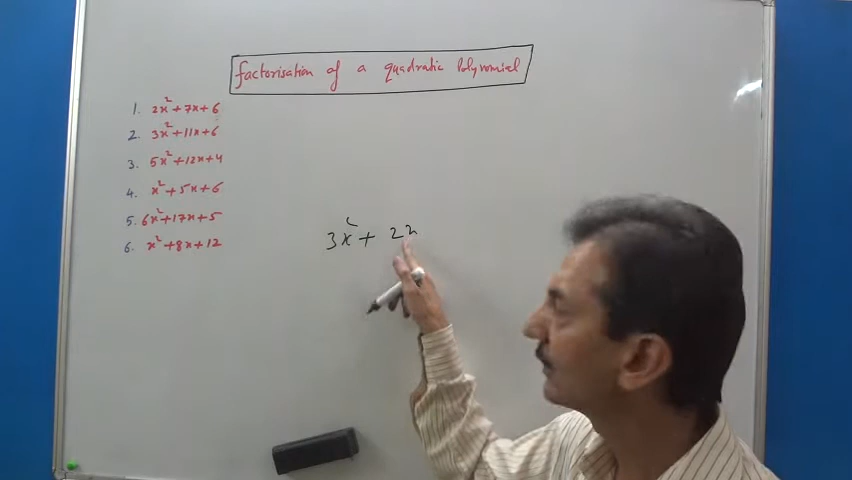 factorisation of a quadratic Polynomial
1. 2x² + 7x + 6
2. 3x² + 11x + 6
3. 5x² + 12x + 4
4. x² + 5x + 6
5. 6x² + 17x + 5
6. x² + 8x + 12
3x² + 2x